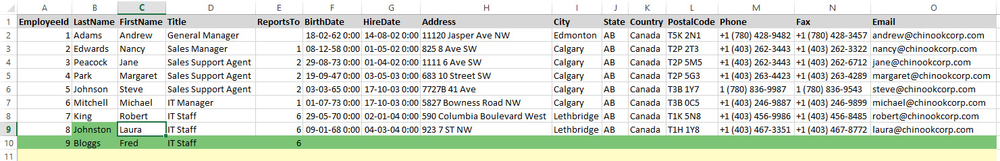 A B C D E F G H I J K L M N O
1 EmployeeId LastName FirstName Title ReportsTo BirthDate HireDate Address City State Country PostalCode Phone Fax Email
2 1 Adams Andrew General Manager 18-02-62 0:00 14-08-02 0:00 11120 Jasper Ave NW Edmonton AB Canada T5K 2N1 +1 (780) 428-9482 +1 (780) 428-3457 andrew@chinookcorp.com
3 2 Edwards Nancy Sales Manager 1 08-12-58 0:00 01-05-02 0:00 825 8 Ave SW Calgary AB Canada T2P 2T3 +1 (403) 262-3443 +1 (403) 262-3322 nancy@chinookcorp.com
4 3 Peacock Jane Sales Support Agent 2 29-08-73 0:00 01-04-02 0:00 1111 6 Ave SW Calgary AB Canada T2P 5M5 +1 (403) 262-3443 +1 (403) 262-6712 jane@chinookcorp.com
5 4 Park Margaret Sales Support Agent 2 19-09-47 0:00 03-05-03 0:00 683 10 Street SW Calgary AB Canada T2P 5G3 +1 (403) 263-4423 +1 (403) 263-4289 margaret@chinookcorp.com
6 5 Johnson Steve Sales Support Agent 2 03-03-65 0:00 17-10-03 0:00 7727B 41 Ave Calgary AB Canada T3B 1Y7 1 (780) 836-9987 1 (780) 836-9543 steve@chinookcorp.com
7 6 Mitchell Michael IT Manager 1 01-07-73 0:00 17-10-03 0:00 5827 Bowness Road NW Calgary AB Canada T3B 0C5 +1 (403) 246-9887 +1 (403) 246-9899 michael@chinookcorp.com
8 7 King Robert IT Staff 6 29-05-70 0:00 02-01-04 0:00 590 Columbia Boulevard West Lethbridge AB Canada T1K 5N8 +1 (403) 456-9986 +1 (403) 456-8485 robert@chinookcorp.com
9 8 Johnston Laura IT Staff 6 09-01-68 0:00 04-03-04 0:00 923 7 ST NW Lethbridge AB Canada T1H 1Y8 +1 (403) 467-3351 +1 (403) 467-8772 laura@chinookcorp.com
10 9 Bloggs Fred IT Staff 6
11